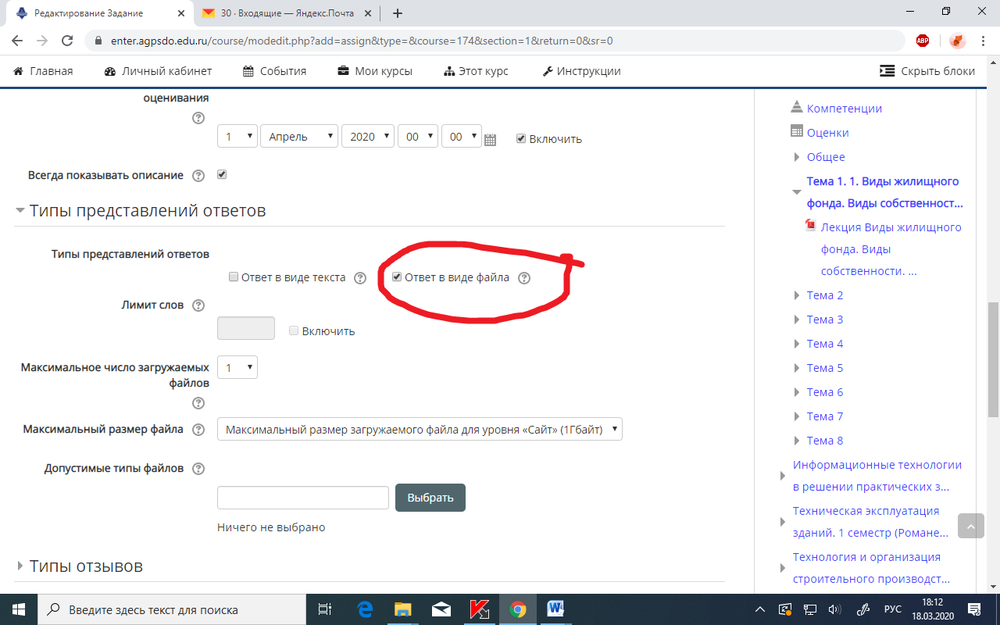 Редактирование Задание
30 · Входящие — Яндекс.Почта
enter.agpsdo.edu.ru/course/modedit.php?add=assign&type=&course=174&section=1&return=0&sr=0
ABP
Главная
Личный кабинет
События
Мои курсы
Этот курс
Инструкции
Скрыть блоки
оценивания
1 Апрель 2020 00 00 Включить
Всегда показывать описание
Типы представлений ответов
Типы представлений ответов
Ответ в виде текста
Ответ в виде файла
Лимит слов
Включить
Максимальное число загружаемых
файлов
1
Максимальный размер файла
Максимальный размер загружаемого файла для уровня «Сайт» (1Гбайт)
Допустимые типы файлов
Выбрать
Ничего не выбрано
Типы отзывов
Компетенции
Оценки
Общее
Тема 1. 1. Виды жилищного
фонда. Виды собственност...
Лекция Виды жилищного
фонда. Виды
собственности. ...
Тема 2
Тема 3
Тема 4
Тема 5
Тема 6
Тема 7
Тема 8
Информационные технологии
в решении практических з...
Техническая эксплуатация
зданий. 1 семестр (Романе...
Технология и организация
строительного производст...
Введите здесь текст для поиска
РУС
18:12
18.03.2020